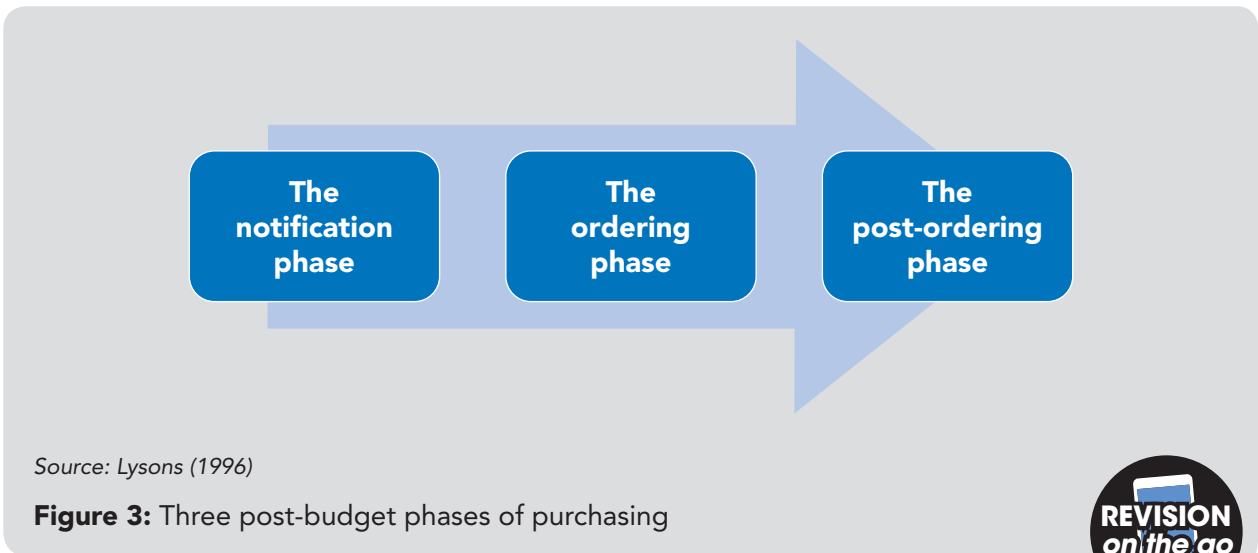 The
notification
phase
The
ordering
phase
The
post-ordering
phase
Source: Lysons (1996)
Figure 3: Three post-budget phases of purchasing
REVISION
on the go